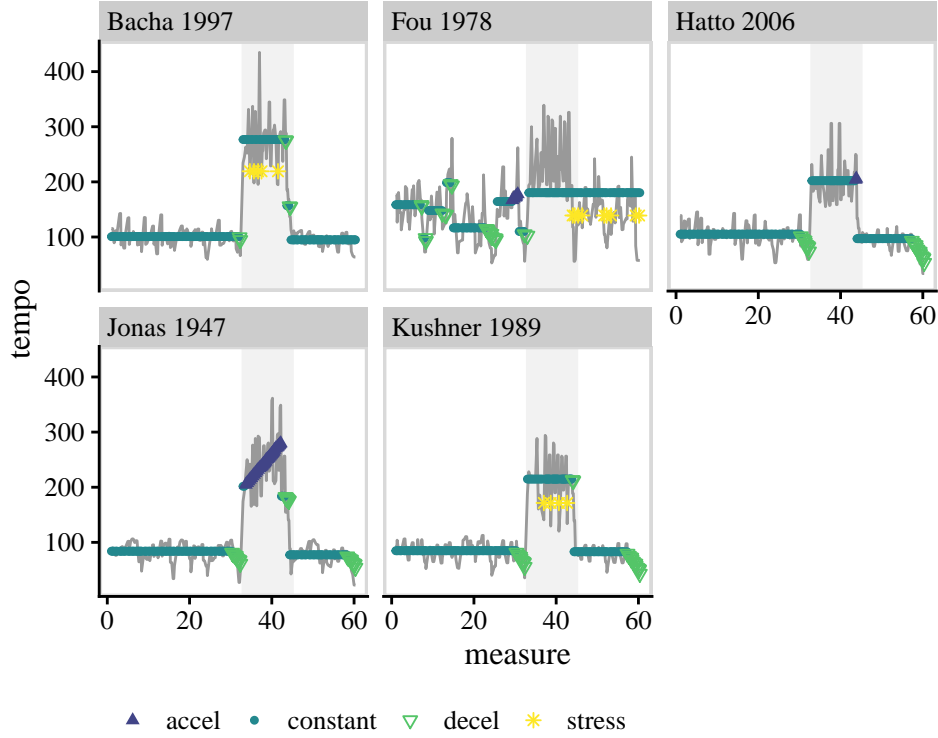 Bacha 1997
Fou 1978
Hatto 2006
400
300
200
100
0 20 40 60
Jonas 1947
Kushner 1989
tempo
400
300
200
100
0 20 40 60
0 20 40 60
measure
accel constant decel stress